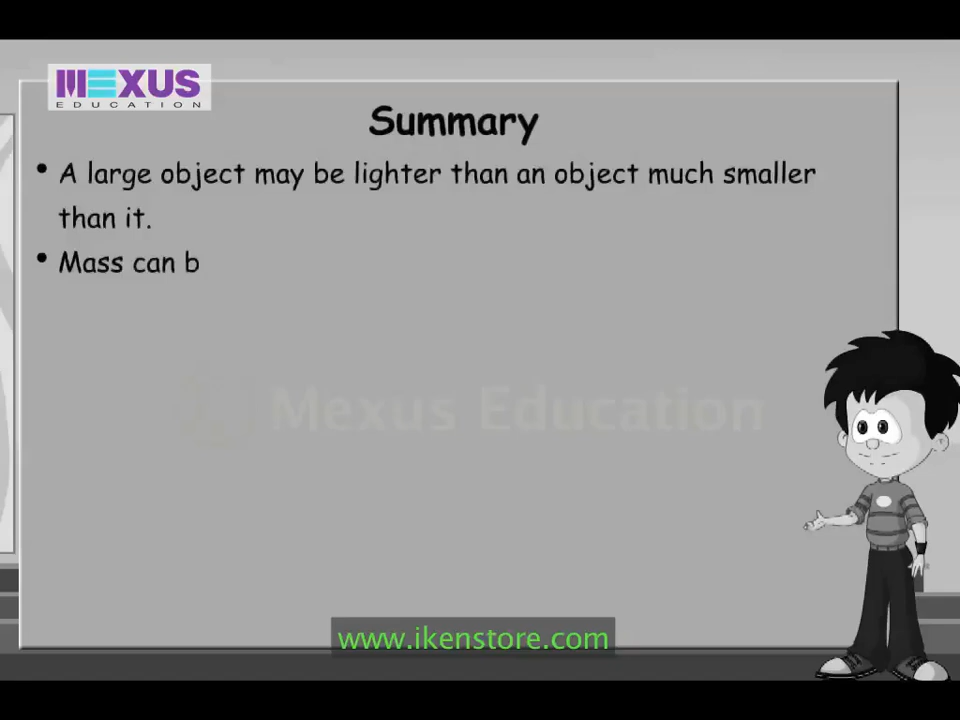 MEXUS
EDUCATION
Summary
• A large object may be lighter than an object much smaller
than it.
• Mass can b
Mexus Education
www.ikenstore.com